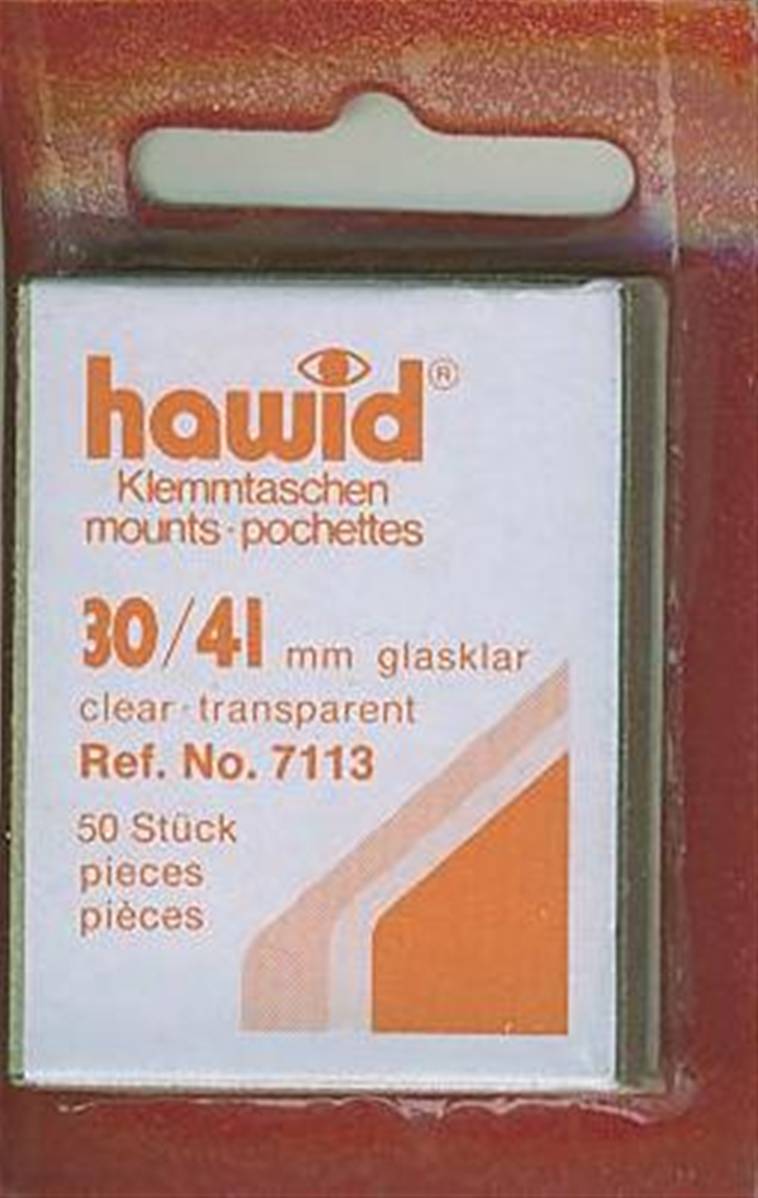 hawid®
Klemmtaschen
mounts·pochettes
30/41 mm glasklar
clear·transparent
Ref. No. 7113
50 Stück
pieces
pièces